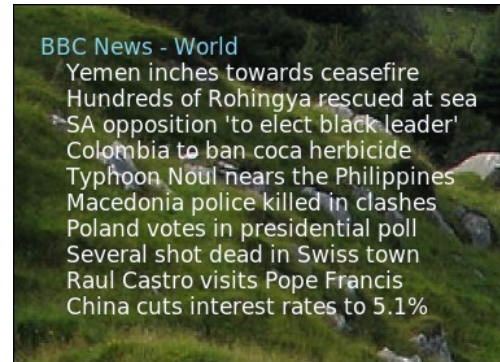 BBC News - World
Yemen inches towards ceasefire
Hundreds of Rohingya rescued at sea
SA opposition 'to elect black leader'
Colombia to ban coca herbicide
Typhoon Noul nears the Philippines
Macedonia police killed in clashes
Poland votes in presidential poll
Several shot dead in Swiss town
Raul Castro visits Pope Francis
China cuts interest rates to 5.1%